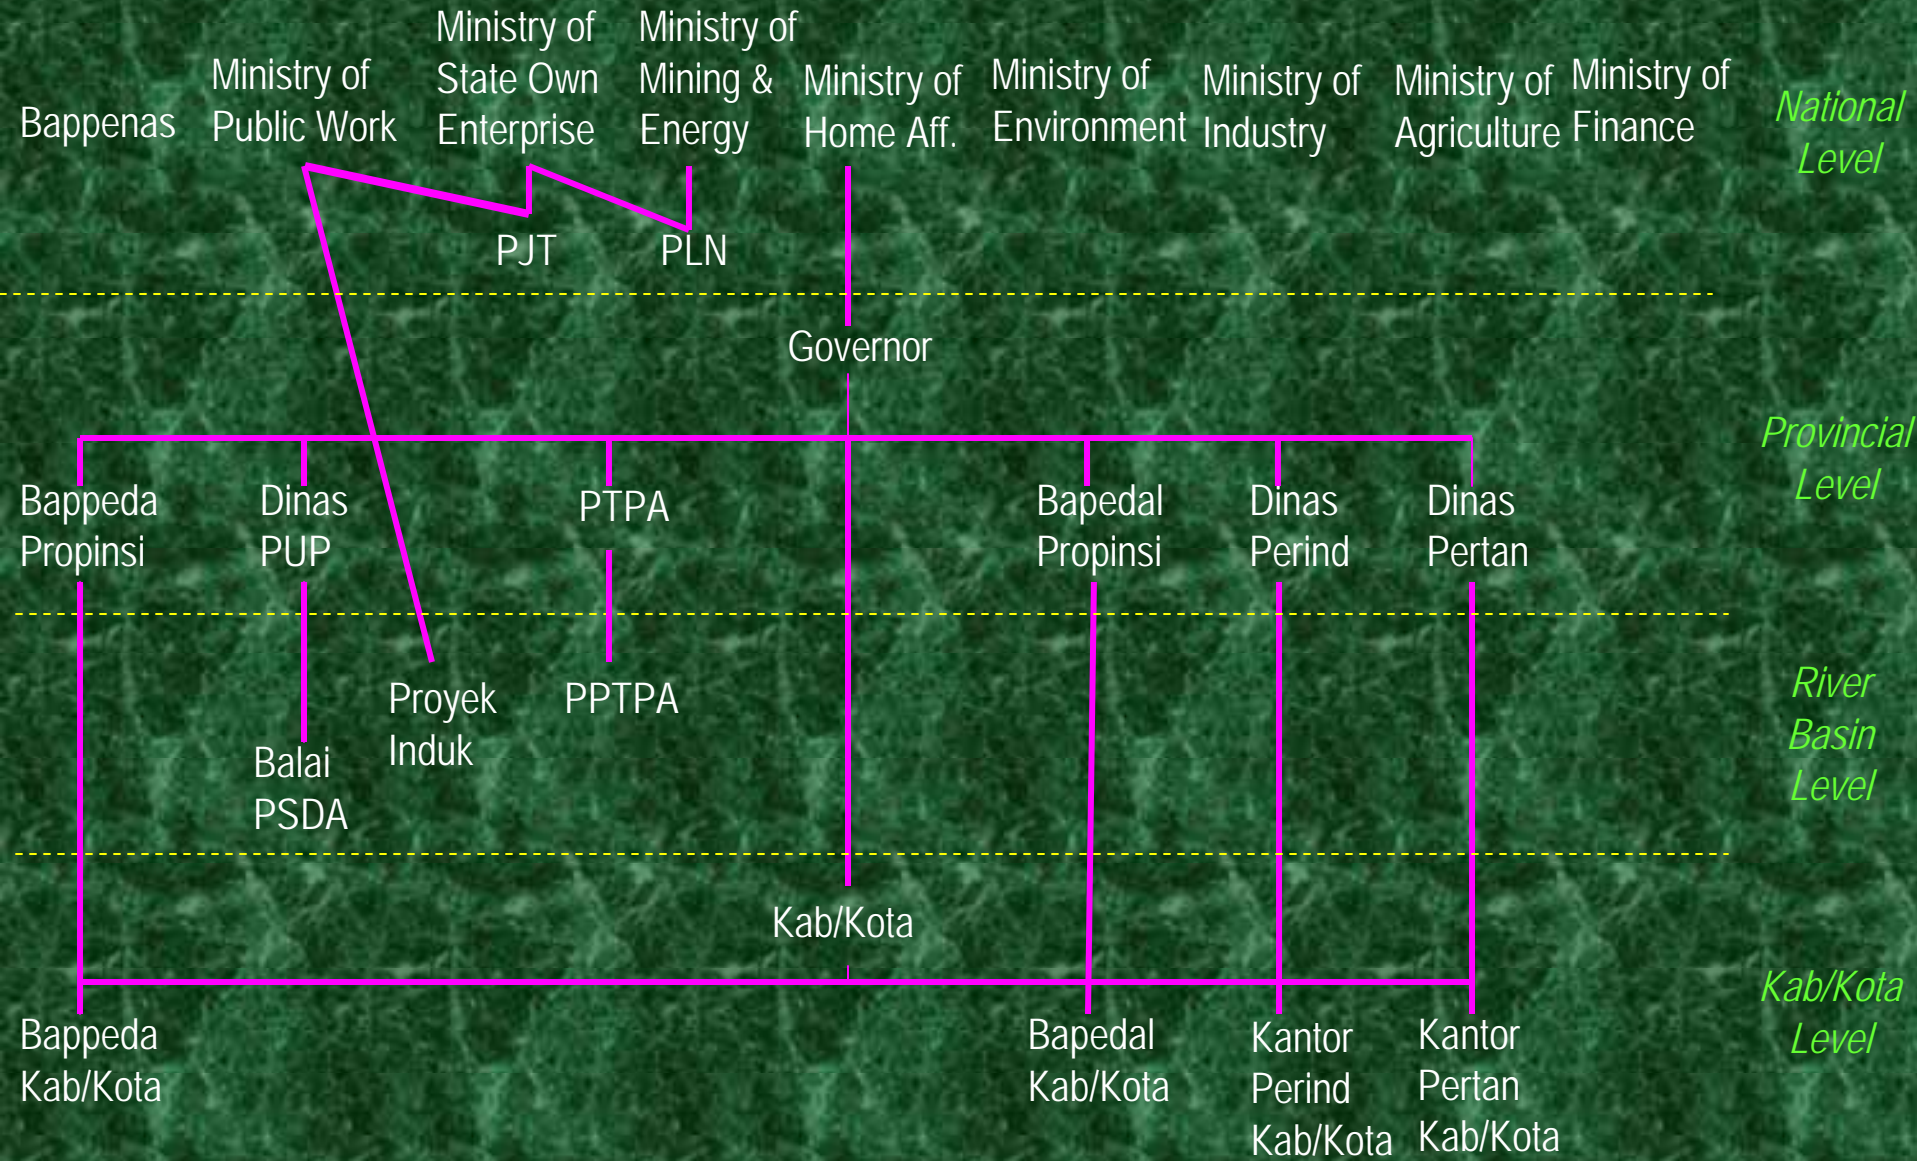 Bappenas
Ministry of
Public Work
Ministry of
State Own
Enterprise
Ministry of
Mining &
Energy
Ministry of
Home Aff.
Ministry of
Environment
Ministry of
Industry
Ministry of
Agriculture
Ministry of
Finance
National
Level
PJT
PLN
Governor
Provincial
Level
Bappeda
Propinsi
Dinas
PUP
PTPA
Bapedal
Propinsi
Dinas
Perind
Dinas
Pertan
Proyek
Induk
PPTPA
Balai
PSDA
River
Basin
Level
Kab/Kota
Kab/Kota
Level
Bappeda
Kab/Kota
Bapedal
Kab/Kota
Kantor
Perind
Kab/Kota
Kantor
Pertan
Kab/Kota